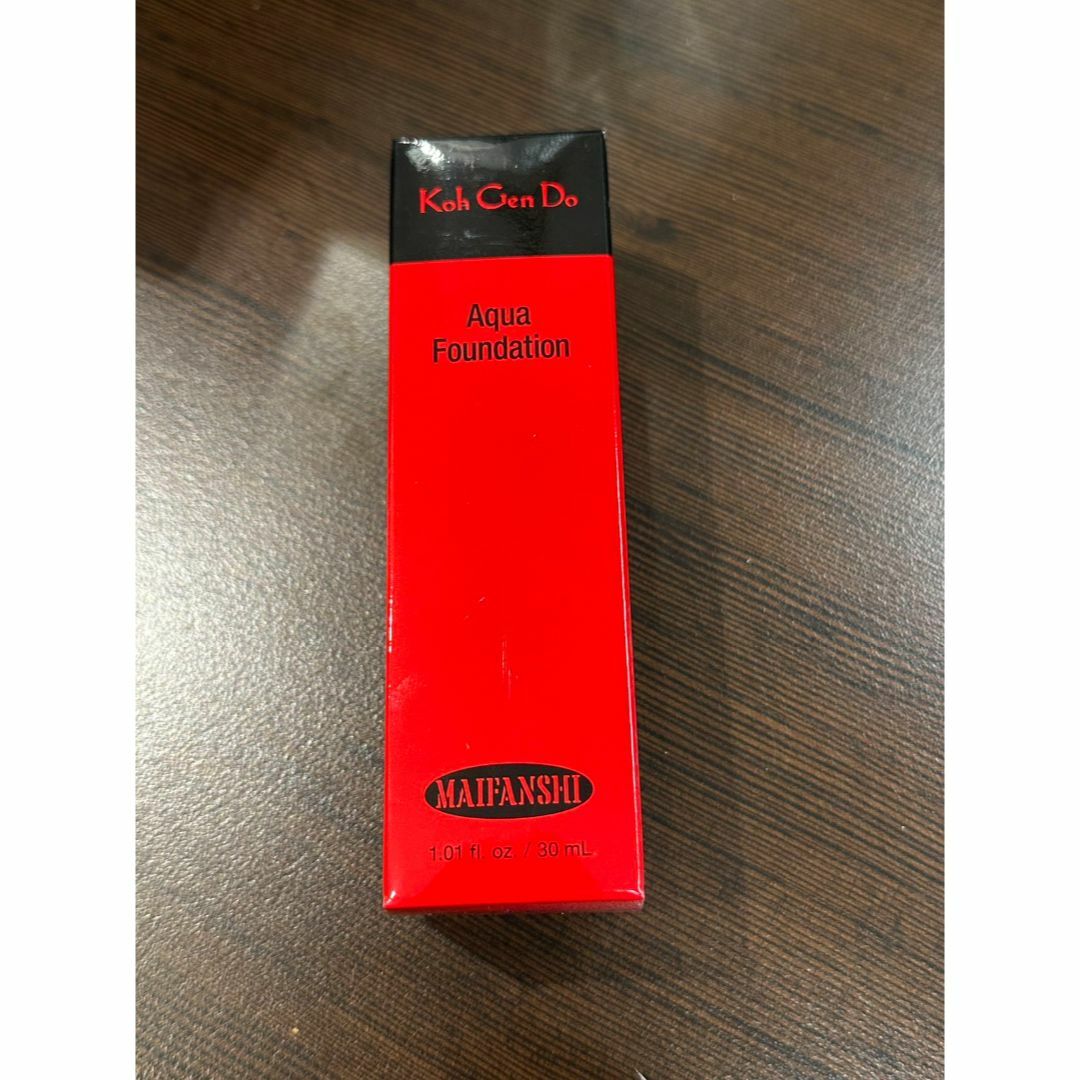 Koh Gen Do
Aqua
Foundation
MAIFANSHI
1.01 fl. oz / 30 mL